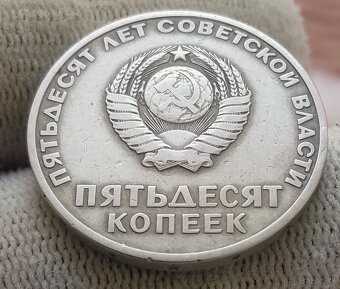 ПЯТЬДЕСЯТ ЛЕТ СОВЕТСКОЙ ВЛАСТИ
ПЯТЬДЕСЯТ
КОПЕЕК